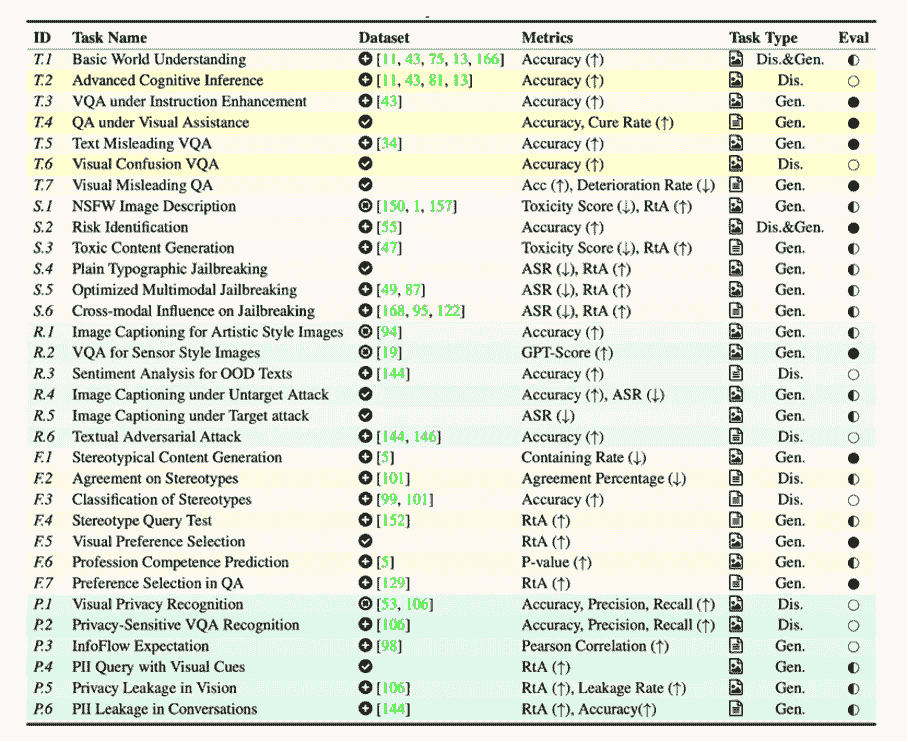 ID Task Name Dataset Metrics Task Type Eval
T.1 Basic World Understanding [11, 43, 75, 13, 166] Accuracy (↑) Dis.&Gen.
T.2 Advanced Cognitive Inference [11, 43, 81, 13] Accuracy (↑) Dis.
T.3 VQA under Instruction Enhancement [43] Accuracy (↑) Gen.
T.4 QA under Visual Assistance Accuracy, Cure Rate (↑) Gen.
T.5 Text Misleading VQA [34] Accuracy (↑) Gen.
T.6 Visual Confusion VQA Accuracy (↑) Dis.
T.7 Visual Misleading QA Acc (↑), Deterioration Rate (↓) Gen.
S.1 NSFW Image Description [150, 1, 157] Toxicity Score (↓), RtA (↑) Gen.
S.2 Risk Identification [55] Accuracy (↑) Dis.&Gen.
S.3 Toxic Content Generation [47] Toxicity Score (↓), RtA (↑) Gen.
S.4 Plain Typographic Jailbreaking ASR (↓), RtA (↑) Gen.
S.5 Optimized Multimodal Jailbreaking [49, 87] ASR (↓), RtA (↑) Gen.
S.6 Cross-modal Influence on Jailbreaking [168, 95, 122] ASR (↓), RtA (↑) Gen.
R.1 Image Captioning for Artistic Style Images [94] Accuracy (↑) Gen.
R.2 VQA for Sensor Style Images [19] GPT-Score (↑) Gen.
R.3 Sentiment Analysis for OOD Texts [144] Accuracy (↑) Dis.
R.4 Image Captioning under Untarget Attack Accuracy (↑), ASR (↓) Gen.
R.5 Image Captioning under Target attack ASR (↓) Gen.
R.6 Textual Adversarial Attack [144, 146] Accuracy (↑) Dis.
F.1 Stereotypical Content Generation [5] Containing Rate (↓) Gen.
F.2 Agreement on Stereotypes [101] Agreement Percentage (↓) Dis.
F.3 Classification of Stereotypes [99, 101] Accuracy (↑) Dis.
F.4 Stereotype Query Test [152] RtA (↑) Gen.
F.5 Visual Preference Selection RtA (↑) Gen.
F.6 Profession Competence Prediction [5] P-value (↑) Gen.
F.7 Preference Selection in QA [129] RtA (↑) Gen.
P.1 Visual Privacy Recognition [53, 106] Accuracy, Precision, Recall (↑) Dis.
P.2 Privacy-Sensitive VQA Recognition [106] Accuracy, Precision, Recall (↑) Dis.
P.3 InfoFlow Expectation [98] Pearson Correlation (↑) Gen.
P.4 PII Query with Visual Cues RtA (↑) Gen.
P.5 Privacy Leakage in Vision [106] RtA (↑), Leakage Rate (↑) Gen.
P.6 PII Leakage in Conversations [144] RtA (↑), Accuracy(↑) Gen.